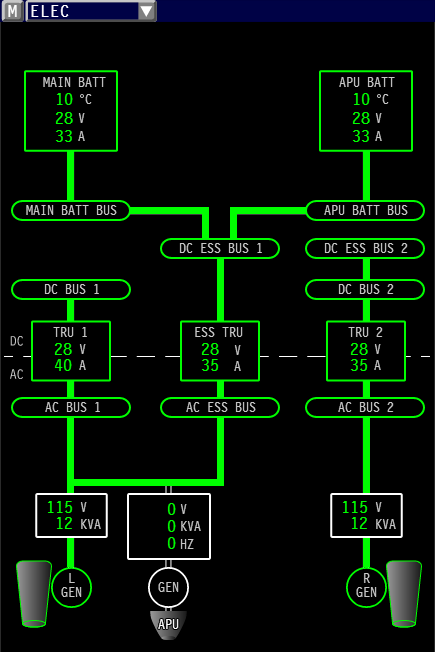 M ELEC
MAIN BATT
10 °C
28 V
33 A
APU BATT
10 °C
28 V
33 A
MAIN BATT BUS
APU BATT BUS
DC ESS BUS 1
DC ESS BUS 2
DC BUS 1
DC BUS 2
DC
AC
TRU 1
28 V
40 A
ESS TRU
28 V
35 A
TRU 2
28 V
35 A
AC BUS 1
AC ESS BUS
AC BUS 2
115 V
12 KVA
0 V
0 KVA
0 HZ
115 V
12 KVA
L
GEN
GEN
R
GEN
APU